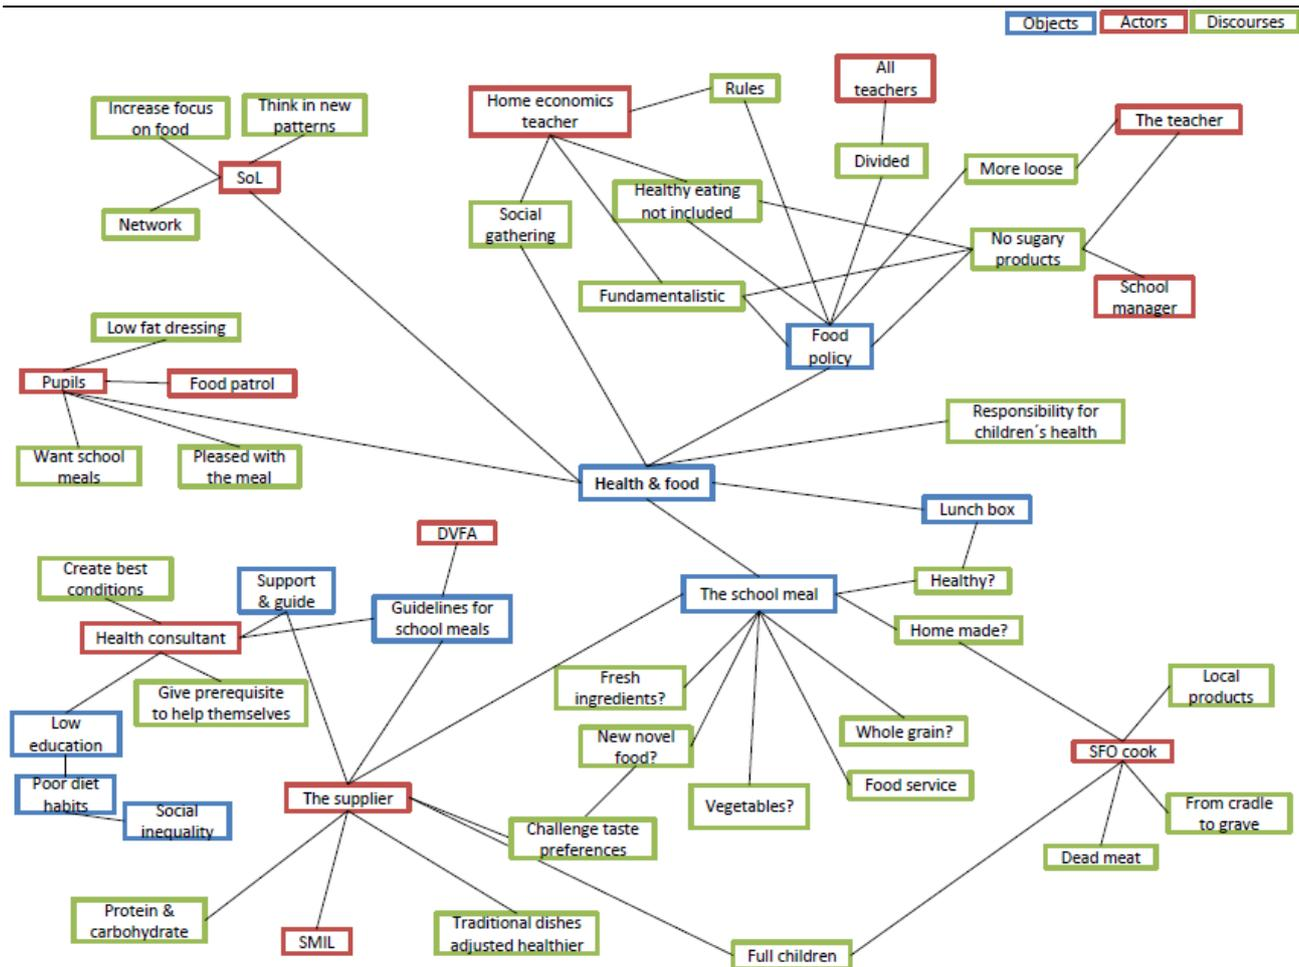 Objects
Actors
Discourses
All
teachers
Home economics
teacher
Rules
Increase focus
on food
Think in new
patterns
The teacher
SoL
Divided
More loose
Healthy eating
not included
Network
Social
gathering
No sugary
products
Fundamentalistic
School
manager
Low fat dressing
Food
policy
Pupils
Food patrol
Responsibility for
children´s health
Want school
meals
Pleased with
the meal
Health & food
Lunch box
DVFA
Create best
conditions
Support
& guide
Guidelines for
school meals
The school meal
Healthy?
Health consultant
Home made?
Give prerequisite
to help themselves
Fresh
ingredients?
Local
products
Low
education
New novel
food?
Whole grain?
SFO cook
Poor diet
habits
Social
inequality
The supplier
Vegetables?
Food service
From cradle
to grave
Challenge taste
preferences
Dead meat
Protein &
carbohydrate
SMIL
Traditional dishes
adjusted healthier
Full children